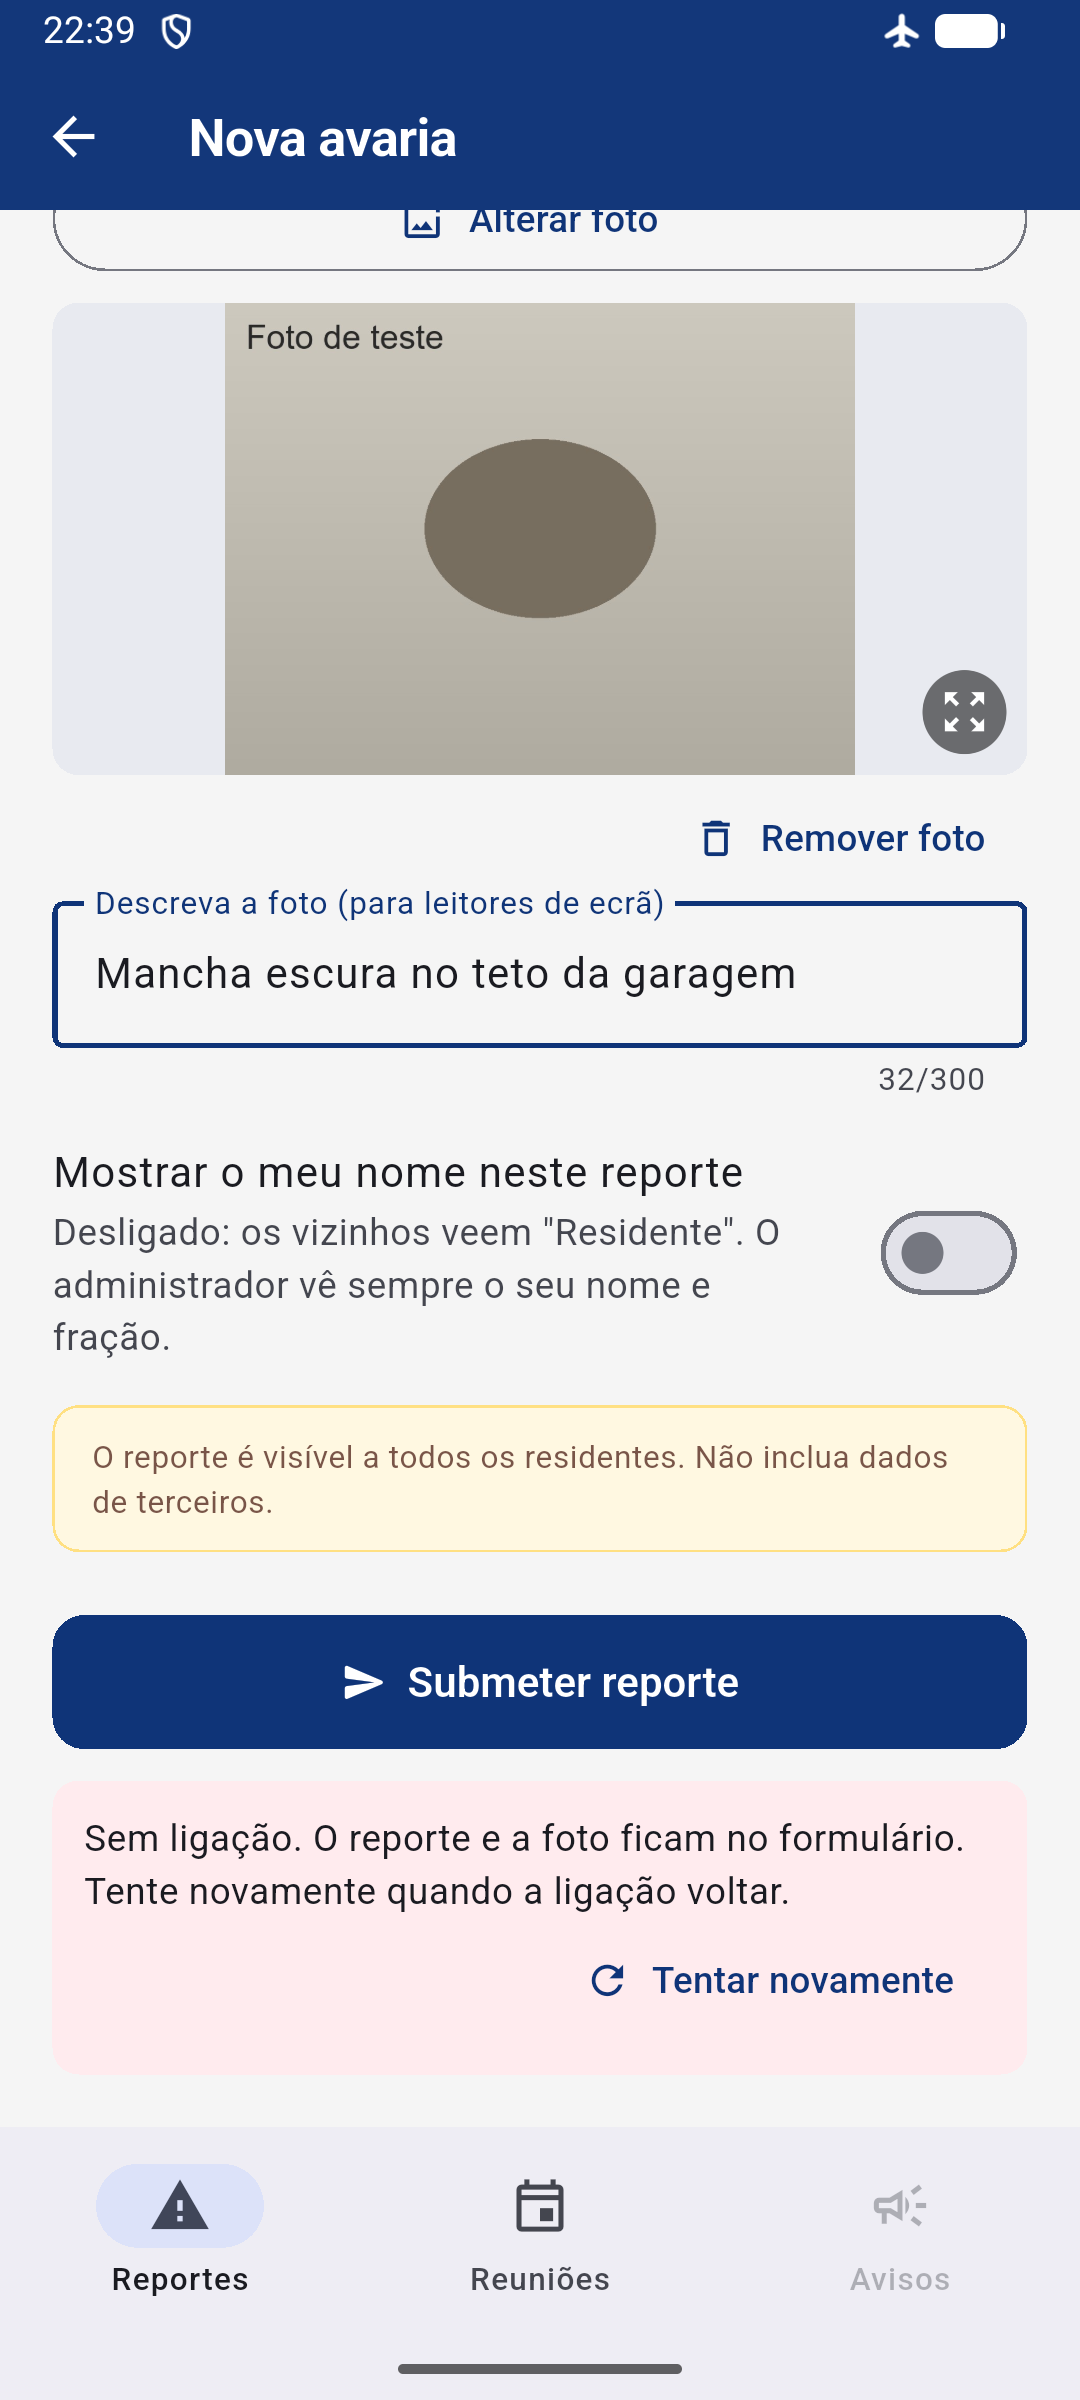 22:39
Nova avaria
Alterar foto
Foto de teste
Remover foto
Descreva a foto (para leitores de ecrã)
Mancha escura no teto da garagem
32/300
Mostrar o meu nome neste reporte
Desligado: os vizinhos veem "Residente". O
administrador vê sempre o seu nome e
fração.
O reporte é visível a todos os residentes. Não inclua dados
de terceiros.
Submeter reporte
Sem ligação. O reporte e a foto ficam no formulário.
Tente novamente quando a ligação voltar.
Tentar novamente
Reportes
Reuniões
Avisos